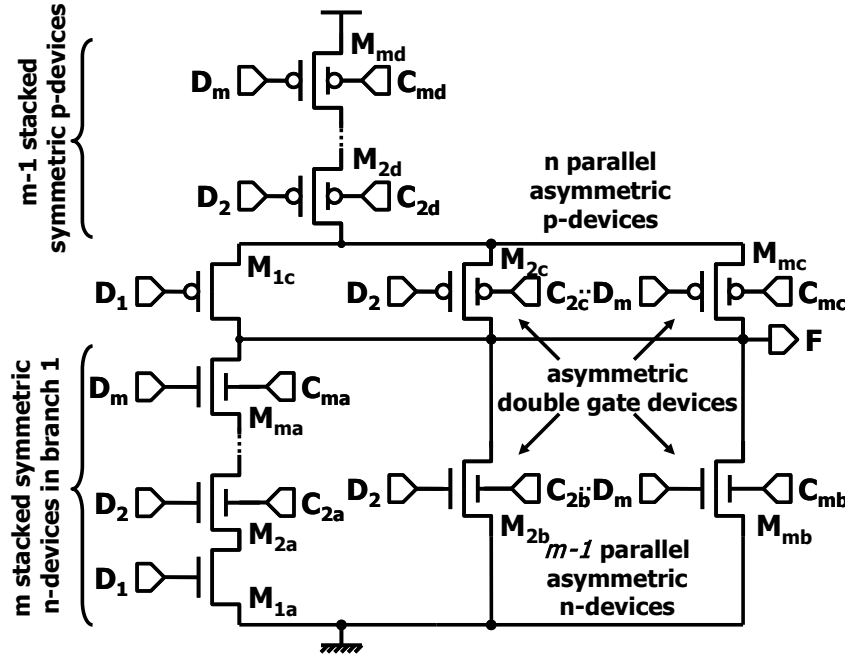 m-1 stacked
symmetric p-devices
M_md
D_m
C_md
M_2d
D_2
C_2d
n parallel
asymmetric
p-devices
M_1c
M_2c
M_mc
D_1
D_2
C_2c
··
D_m
C_mc
F
m stacked symmetric
n-devices in branch 1
D_m
C_ma
M_ma
asymmetric
double gate devices
D_2
C_2a
M_2a
D_2
C_2b
··
D_m
C_mb
M_2b
M_mb
D_1
M_1a
m-1 parallel
asymmetric
n-devices